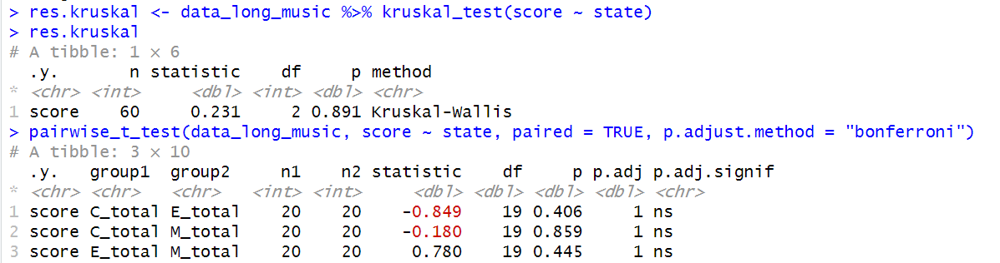 > res.kruskal <- data_long_music %>% kruskal_test(score ~ state)
> res.kruskal
# A tibble: 1 × 6
  .y.       n statistic    df     p method
* <chr> <int>     <dbl> <int> <dbl> <chr>
1 score    60     0.231     2 0.891 Kruskal-Wallis
> pairwise_t_test(data_long_music, score ~ state, paired = TRUE, p.adjust.method = "bonferroni")
# A tibble: 3 × 10
  .y.   group1  group2     n1    n2 statistic    df     p p.adj p.adj.signif
* <chr> <chr>   <chr>   <int> <int>     <dbl> <dbl> <dbl> <dbl> <chr>
1 score C_total E_total    20    20    -0.849    19 0.406     1 ns
2 score C_total M_total    20    20    -0.180    19 0.859     1 ns
3 score E_total M_total    20    20     0.780    19 0.445     1 ns